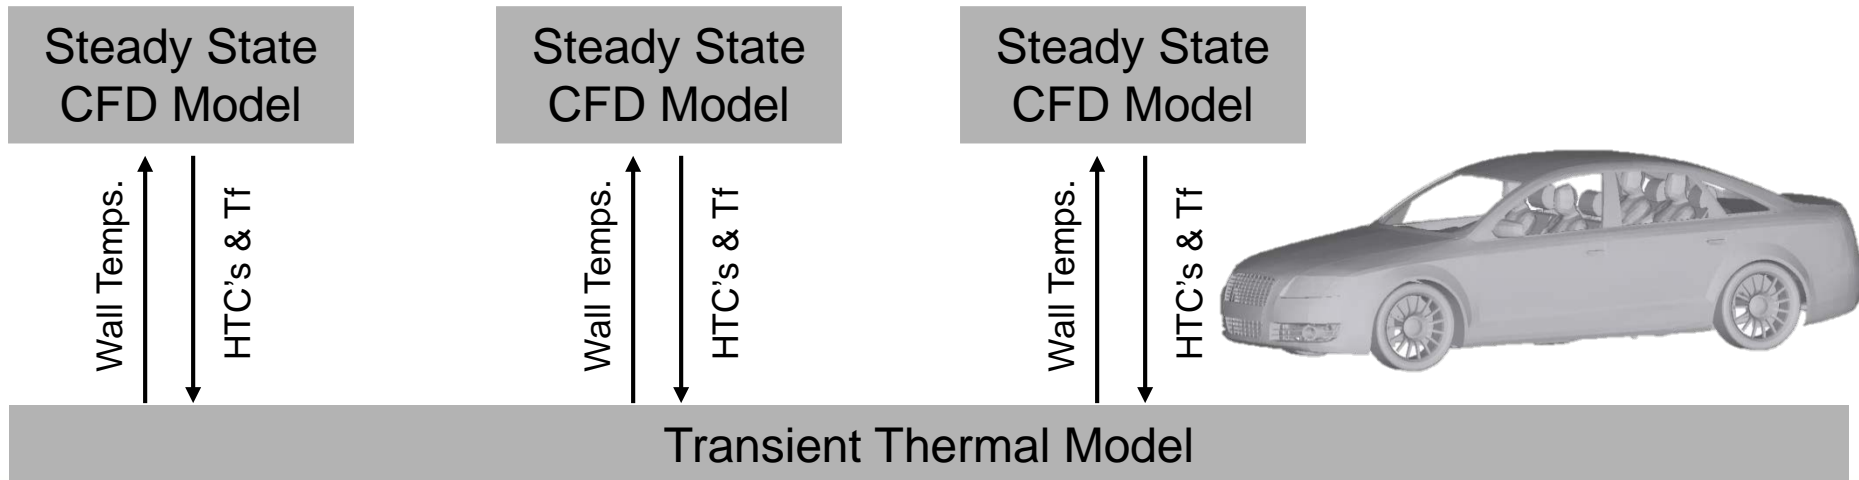 Steady State
CFD Model
Steady State
CFD Model
Steady State
CFD Model
Wall Temps.
HTC's & Tf
Wall Temps.
HTC's & Tf
Wall Temps.
HTC's & Tf
Transient Thermal Model